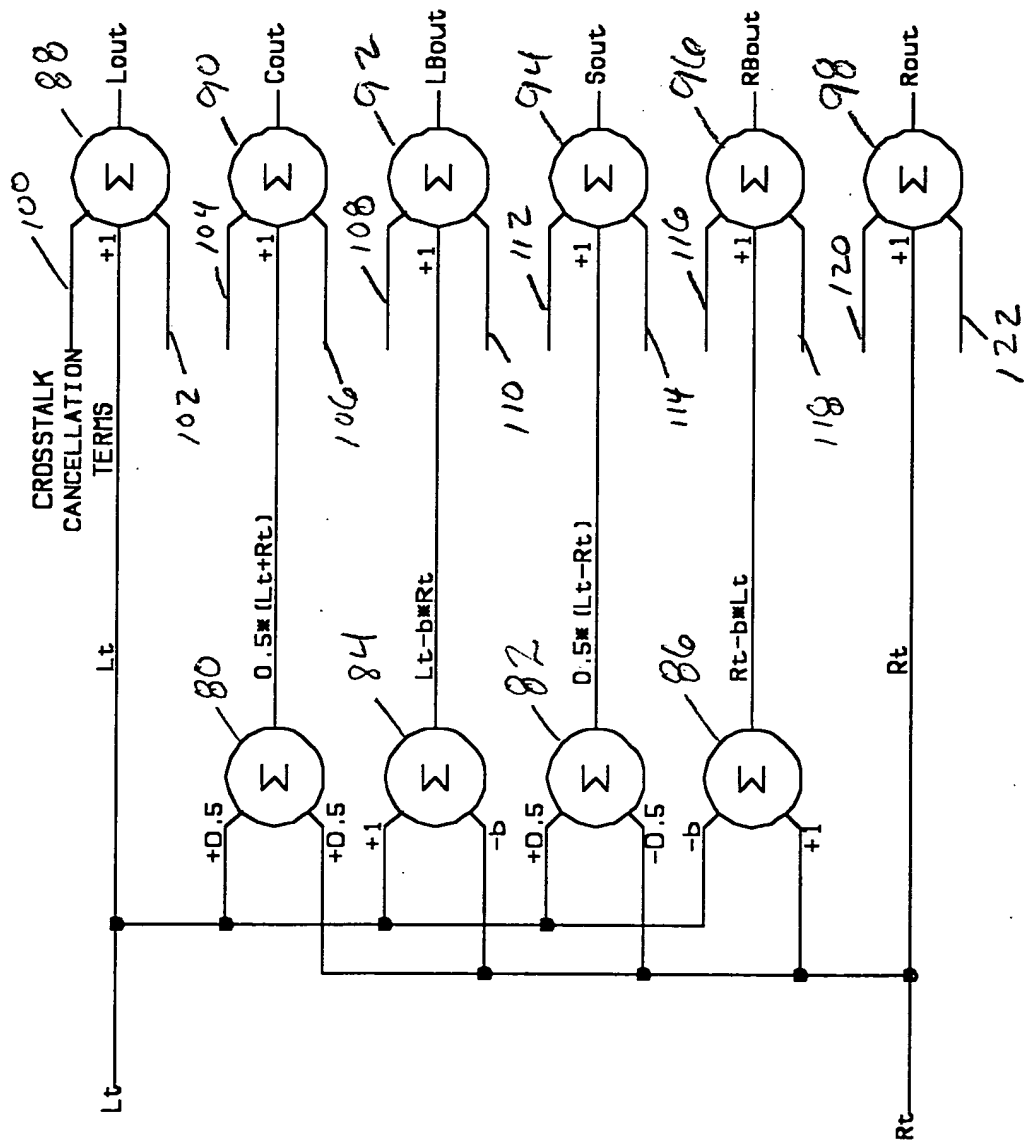 CROSSTALK
CANCELLATION
TERMS
100
88
Lt
Lt
+1
Σ
Lout
102
104
90
80
+0.5
+0.5
Σ
0.5*(Lt+Rt)
+1
Σ
Cout
106
108
92
84
+1
-b
Σ
Lt-b*Rt
+1
Σ
LBout
110
112
94
82
+0.5
-0.5
Σ
0.5*(Lt-Rt)
+1
Σ
Sout
114
116
96
86
-b
+1
Σ
Rt-b*Lt
+1
Σ
RBout
118
120
98
Rt
Rt
+1
Σ
Rout
122